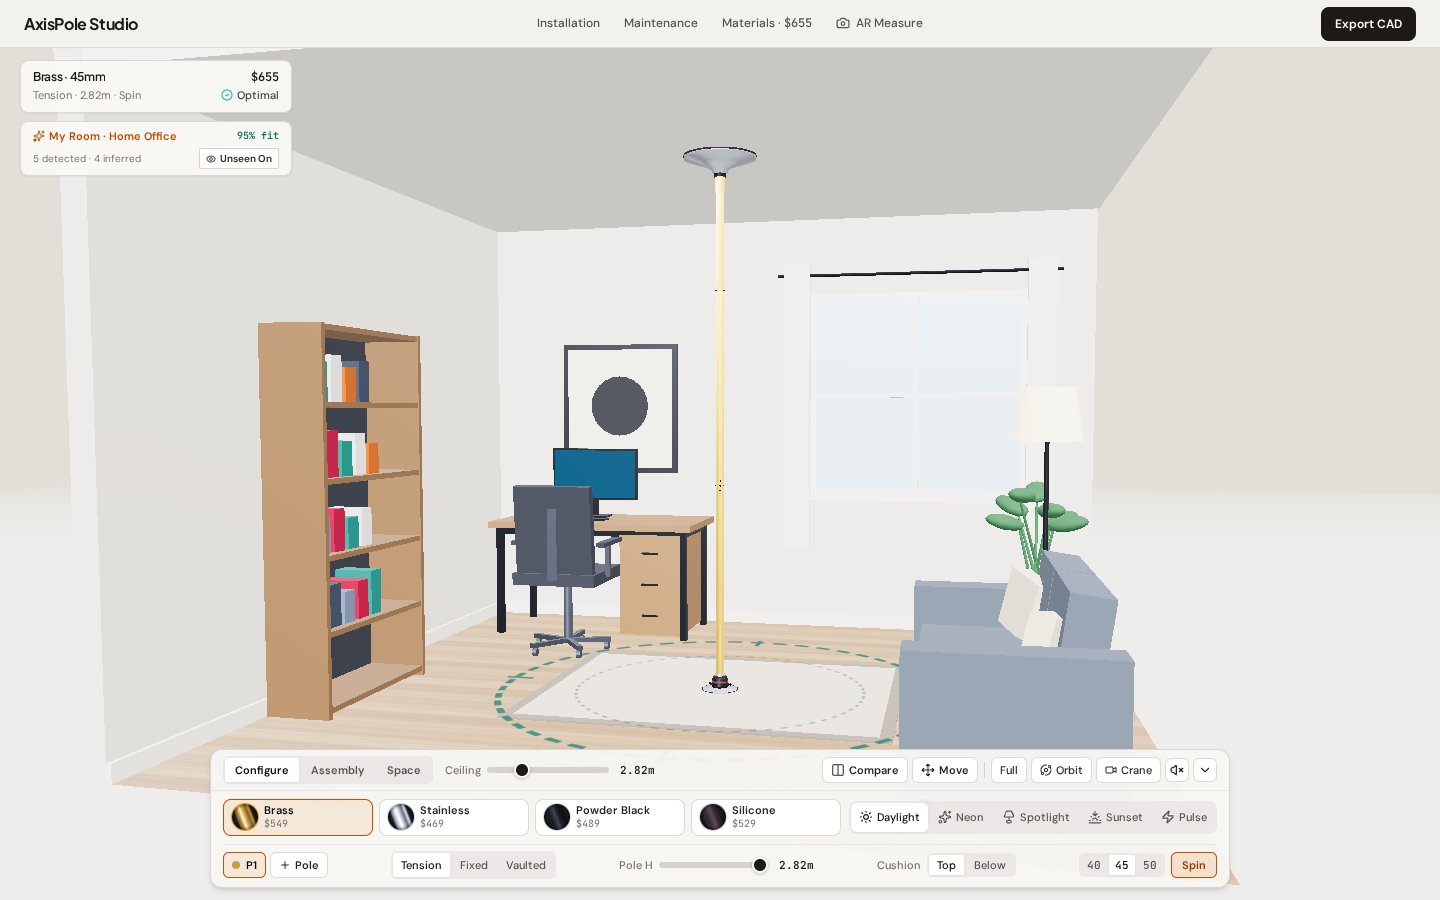 AxisPole Studio
Installation Maintenance Materials · $655 AR Measure
Export CAD
Brass · 45mm $655
Tension · 2.82m · Spin Optimal
My Room · Home Office 95% fit
5 detected · 4 inferred Unseen On
Configure Assembly Space Ceiling 2.82m Compare Move Full Orbit Crane
Brass
$549
Stainless
$469
Powder Black
$489
Silicone
$529
Daylight Neon Spotlight Sunset Pulse
P1 + Pole Tension Fixed Vaulted Pole H 2.82m Cushion Top Below 40 45 50 Spin